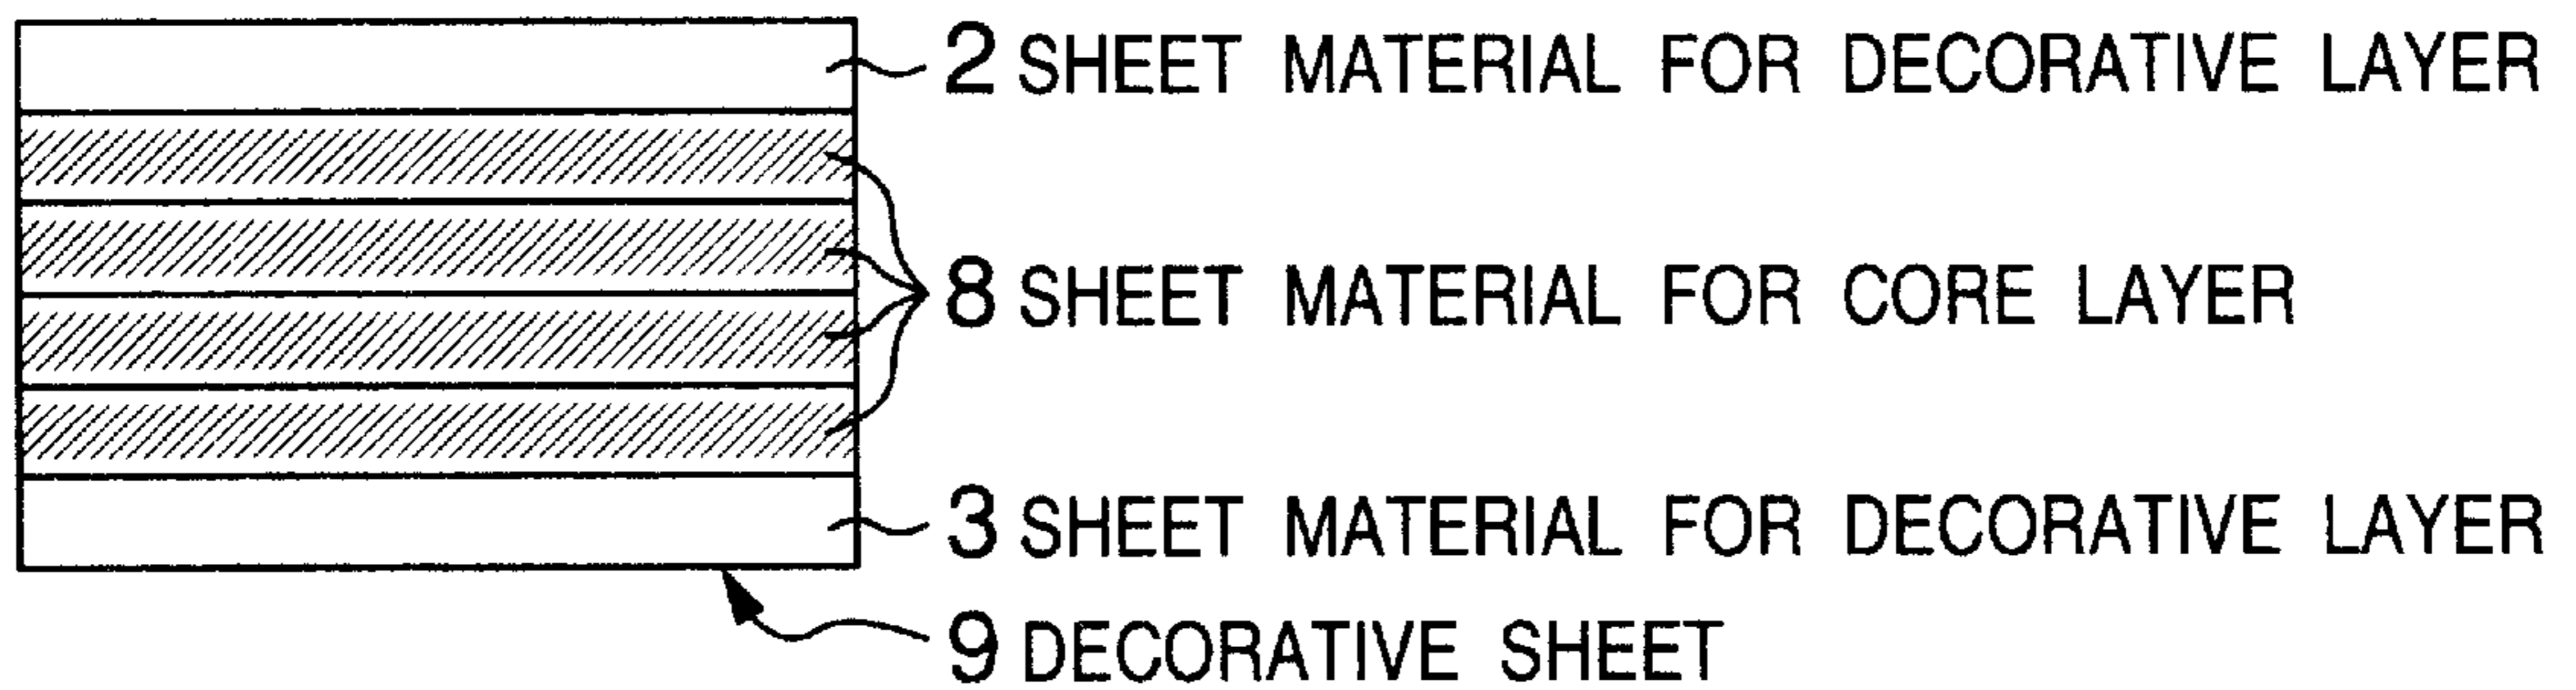 2 SHEET MATERIAL FOR DECORATIVE LAYER
8 SHEET MATERIAL FOR CORE LAYER
3 SHEET MATERIAL FOR DECORATIVE LAYER
9 DECORATIVE SHEET